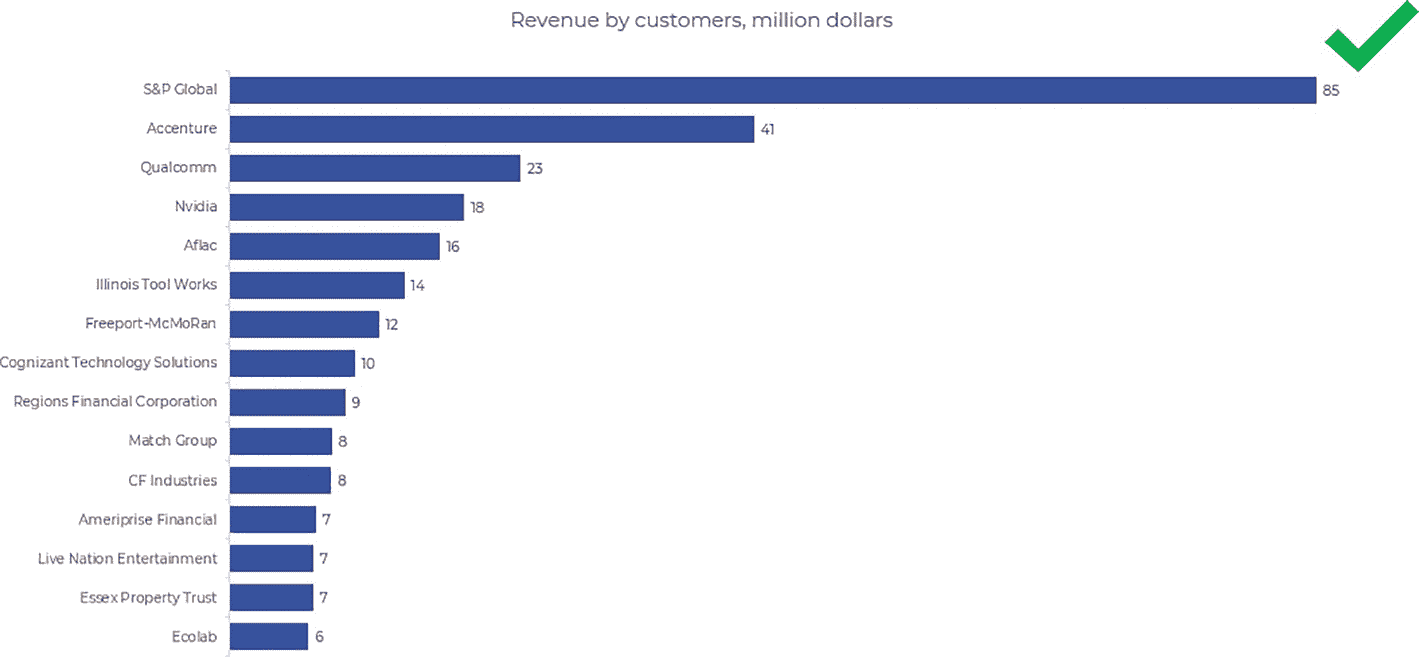 Revenue by customers, million dollars
S&P Global 85
Accenture 41
Qualcomm 23
Nvidia 18
Aflac 16
Illinois Tool Works 14
Freeport-McMoRan 12
Cognizant Technology Solutions 10
Regions Financial Corporation 9
Match Group 8
CF Industries 8
Ameriprise Financial 7
Live Nation Entertainment 7
Essex Property Trust 7
Ecolab 6